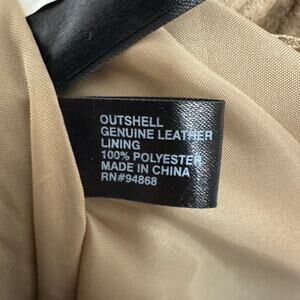 OUTSHELL
GENUINE LEATHER
LINING
100% POLYESTER
MADE IN CHINA
RN#94868